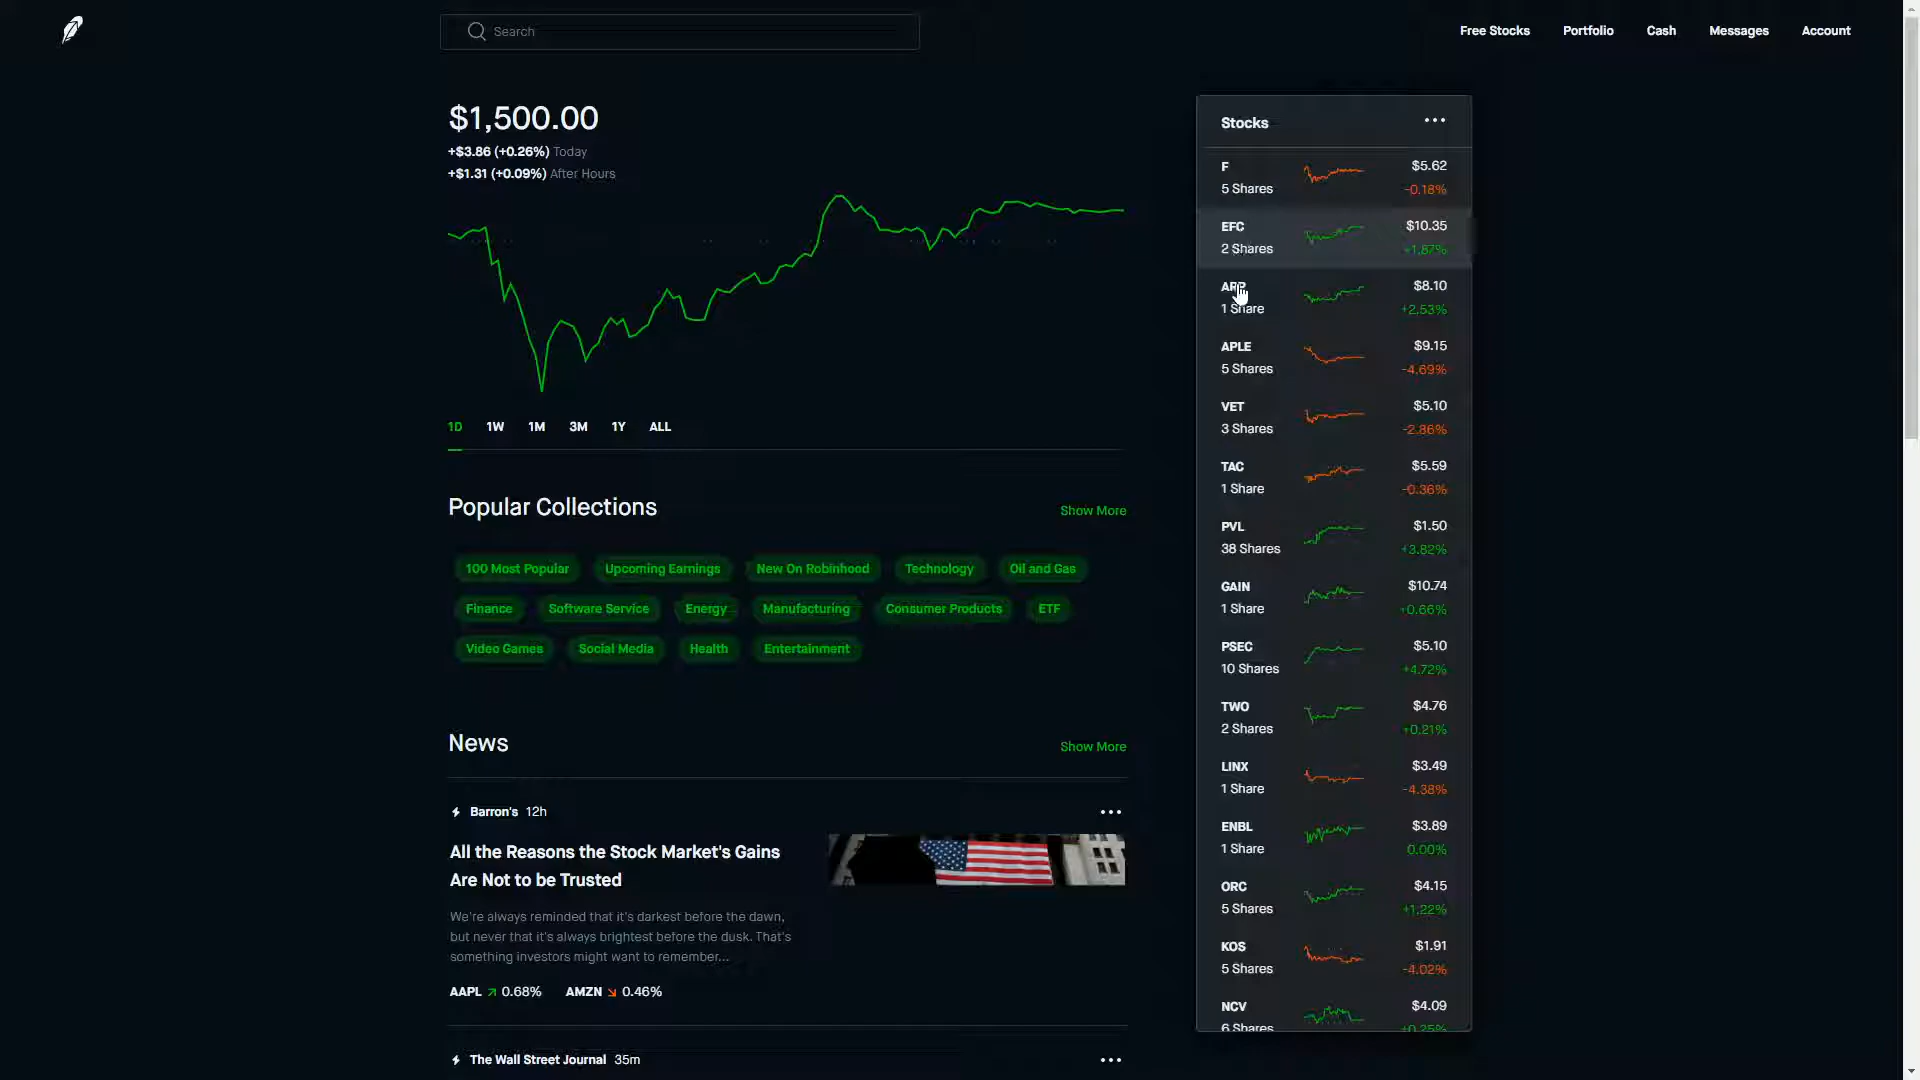 Search
Free Stocks
Portfolio
Cash
Messages
Account
$1,500.00
+$3.86 (+0.26%) Today
+$1.31 (+0.09%) After Hours
1D 1W 1M 3M 1Y ALL
Popular Collections
Show More
100 Most Popular
Upcoming Earnings
New On Robinhood
Technology
Oil and Gas
Finance
Software Service
Energy
Manufacturing
Consumer Products
ETF
Video Games
Social Media
Health
Entertainment
News
Show More
Barron's 12h
All the Reasons the Stock Market's Gains
Are Not to be Trusted
We're always reminded that it's darkest before the dawn,
but never that it's always brightest before the dusk. That's
something investors might want to remember...
AAPL 0.68% AMZN 0.46%
The Wall Street Journal 35m
Stocks
F $5.62
5 Shares -0.18%
EFC $10.35
2 Shares +1.87%
$8.10
1 Share +2.53%
APLE $9.15
5 Shares -4.69%
VET $5.10
3 Shares -2.86%
TAC $5.59
1 Share -0.36%
PVL $1.50
38 Shares +3.82%
GAIN $10.74
1 Share +0.66%
PSEC $5.10
10 Shares +4.72%
TWO $4.76
2 Shares +0.21%
LINX $3.49
1 Share -4.38%
ENBL $3.89
1 Share 0.00%
ORC $4.15
5 Shares +1.22%
KOS $1.91
5 Shares -4.02%
NCV $4.09
6 Shares +0.25%